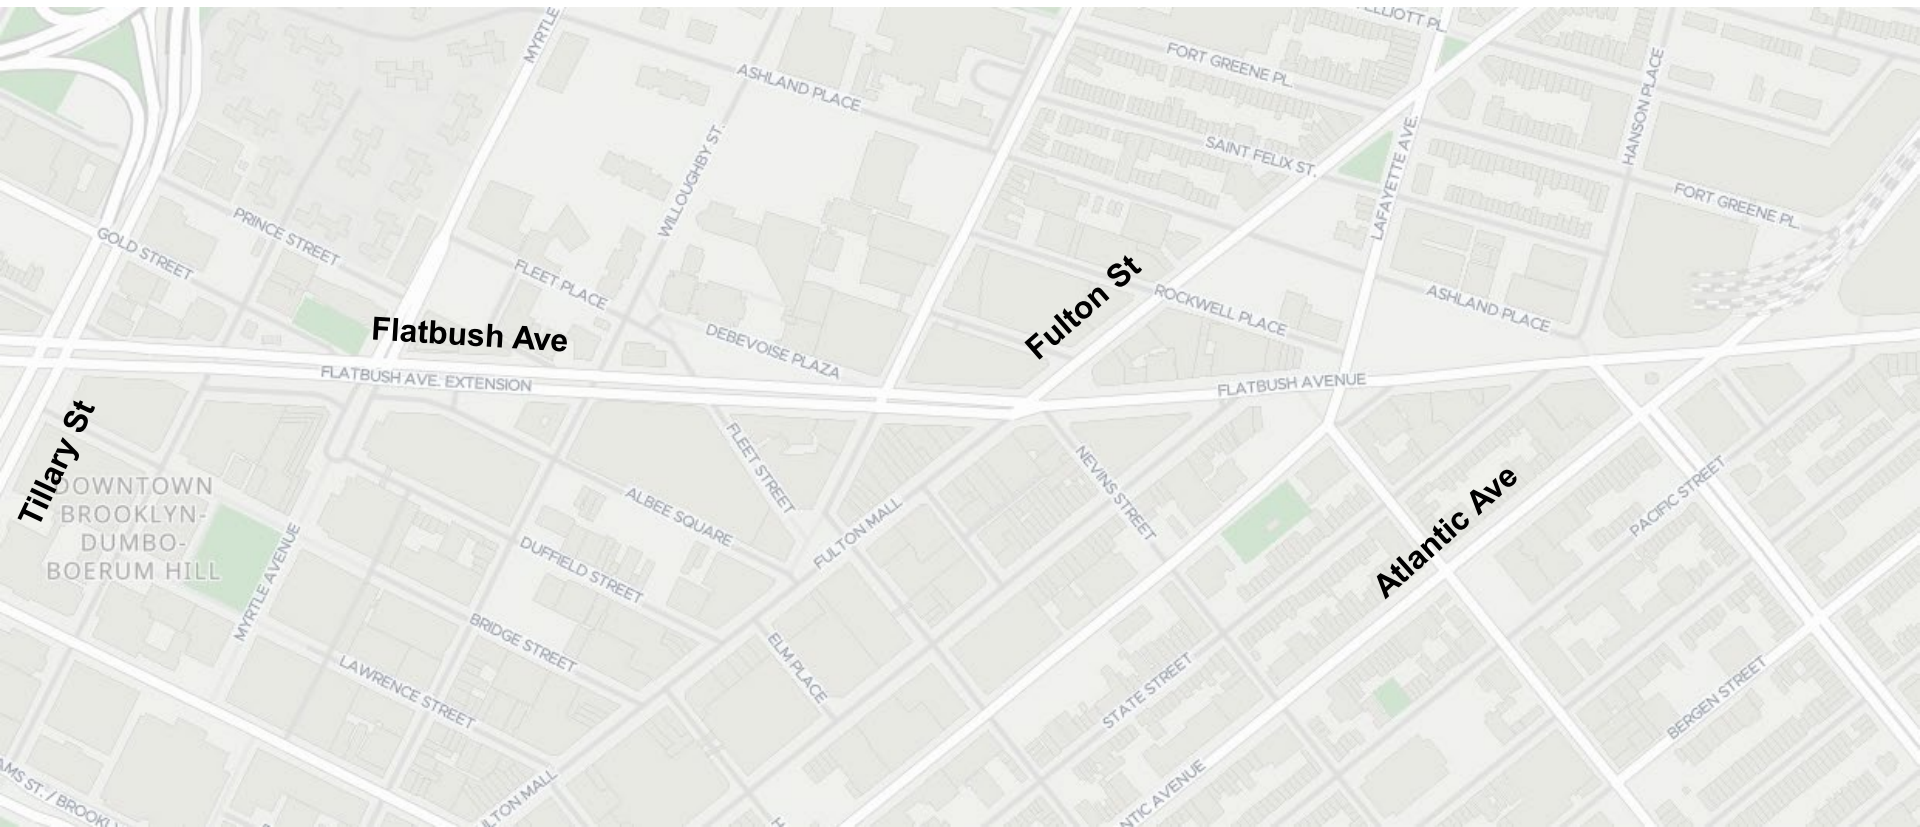 MYRTLE
ELLIOTT PL.
FORT GREENE PL.
ASHLAND PLACE
HANSON PLACE
WILLOUGHBY ST.
SAINT FELIX ST.
LAFAYETTE AVE.
FORT GREENE PL.
PRINCE STREET
GOLD STREET
FLEET PLACE
Fulton St
ROCKWELL PLACE
ASHLAND PLACE
Flatbush Ave
DEBEVOISE PLAZA
FLATBUSH AVE. EXTENSION
FLATBUSH AVENUE
Tillary St
FLEET STREET
NEVINS STREET
DOWNTOWN
BROOKLYN-
DUMBO-
BOERUM HILL
ALBEE SQUARE
FULTON MALL
Atlantic Ave
PACIFIC STREET
MYRTLE AVENUE
DUFFIELD STREET
BRIDGE STREET
ELM PLACE
LAWRENCE STREET
STATE STREET
BERGEN STREET
AMS ST. / BROOKL
ULTON MALL
NTIC AVENUE